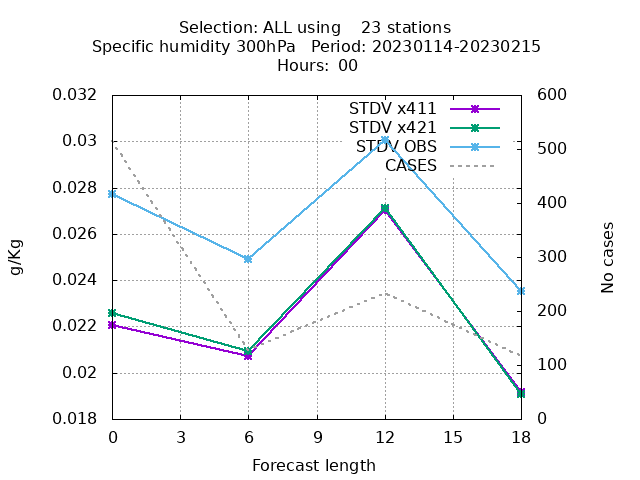 Selection: ALL using    23 stations
Specific humidity 300hPa   Period: 20230114-20230215
Hours: 00
0.032
0.03
0.028
0.026
0.024
0.022
0.02
0.018
g/Kg
STDV x411
STDV x421
STDV OBS
CASES
600
500
400
300
200
100
0
No cases
0 3 6 9 12 15 18
Forecast length